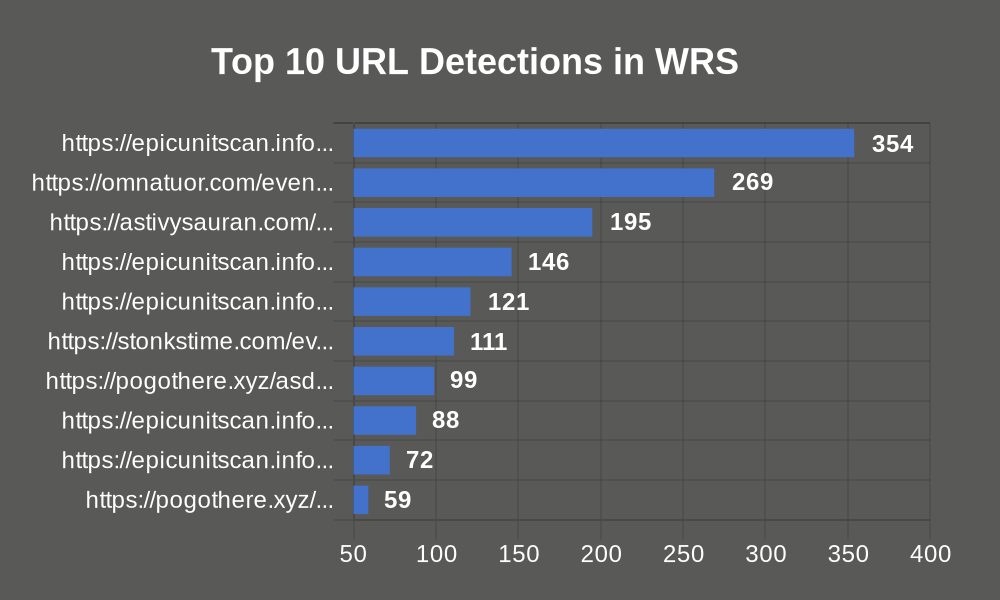 Top 10 URL Detections in WRS
https://epicunitscan.info... 354
https://omnatuor.com/even... 269
https://astivysauran.com/... 195
https://epicunitscan.info... 146
https://epicunitscan.info... 121
https://stonkstime.com/ev... 111
https://pogothere.xyz/asd... 99
https://epicunitscan.info... 88
https://epicunitscan.info... 72
https://pogothere.xyz/... 59
50 100 150 200 250 300 350 400